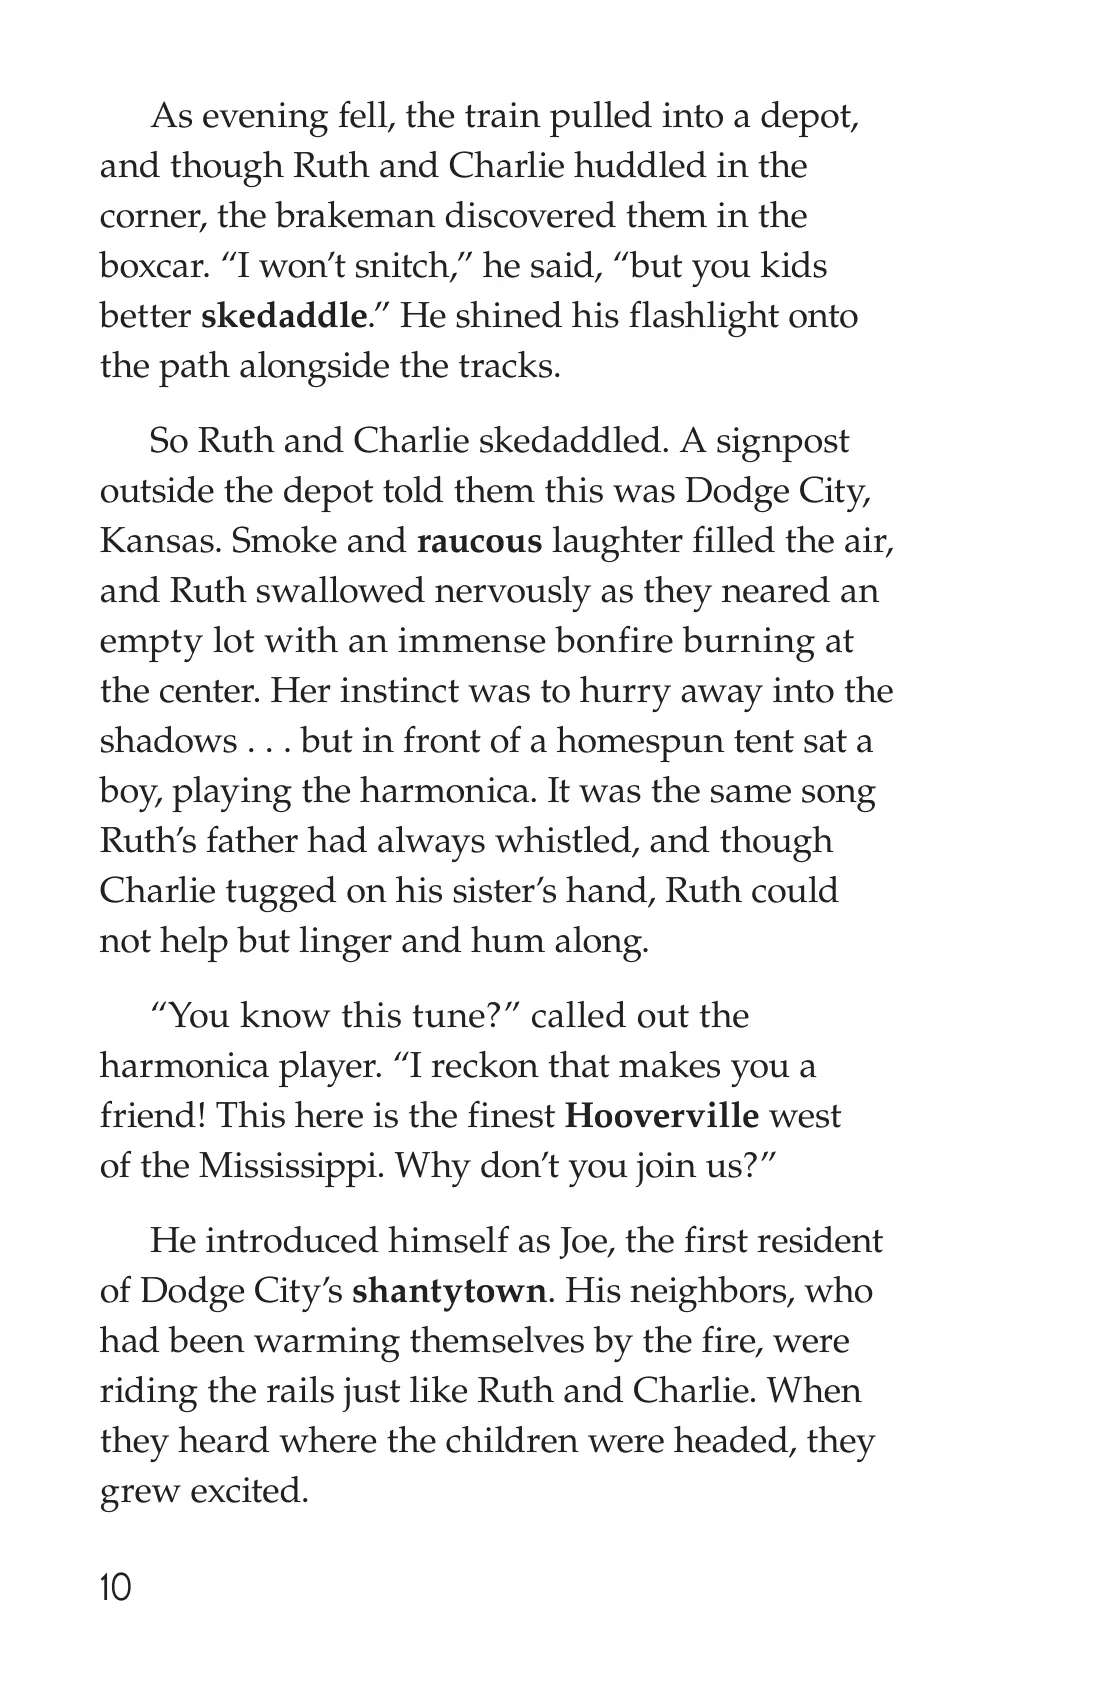 As evening fell, the train pulled into a depot,
and though Ruth and Charlie huddled in the
corner, the brakeman discovered them in the
boxcar. “I won’t snitch,” he said, “but you kids
better skedaddle.” He shined his flashlight onto
the path alongside the tracks.
So Ruth and Charlie skedaddled. A signpost
outside the depot told them this was Dodge City,
Kansas. Smoke and raucous laughter filled the air,
and Ruth swallowed nervously as they neared an
empty lot with an immense bonfire burning at
the center. Her instinct was to hurry away into the
shadows . . . but in front of a homespun tent sat a
boy, playing the harmonica. It was the same song
Ruth’s father had always whistled, and though
Charlie tugged on his sister’s hand, Ruth could
not help but linger and hum along.
“You know this tune?” called out the
harmonica player. “I reckon that makes you a
friend! This here is the finest Hooverville west
of the Mississippi. Why don’t you join us?”
He introduced himself as Joe, the first resident
of Dodge City’s shantytown. His neighbors, who
had been warming themselves by the fire, were
riding the rails just like Ruth and Charlie. When
they heard where the children were headed, they
grew excited.
10